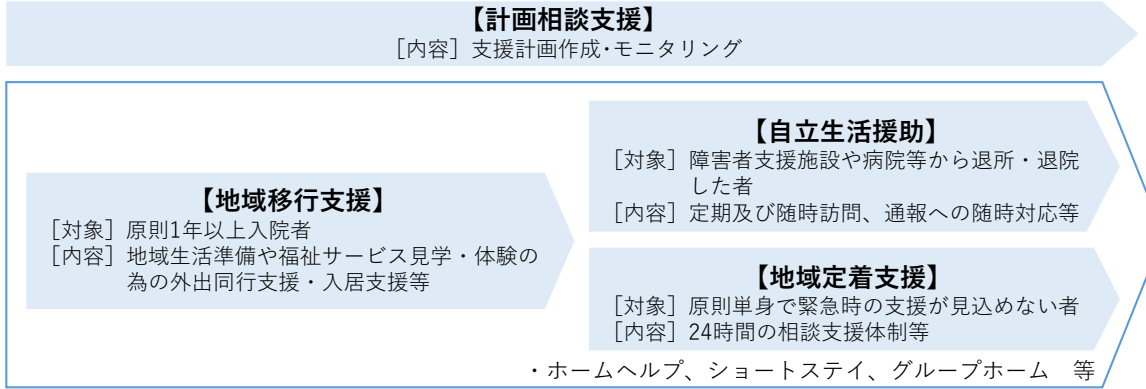 【計画相談支援】
［内容］支援計画作成･モニタリング
【地域移行支援】
［対象］原則1年以上入院者
［内容］地域生活準備や福祉サービス見学・体験の
為の外出同行支援・入居支援等
【自立生活援助】
［対象］障害者支援施設や病院等から退所・退院
した者
［内容］定期及び随時訪問、通報への随時対応等
【地域定着支援】
［対象］原則単身で緊急時の支援が見込めない者
［内容］24時間の相談支援体制等
・ホームヘルプ、ショートステイ、グループホーム　等